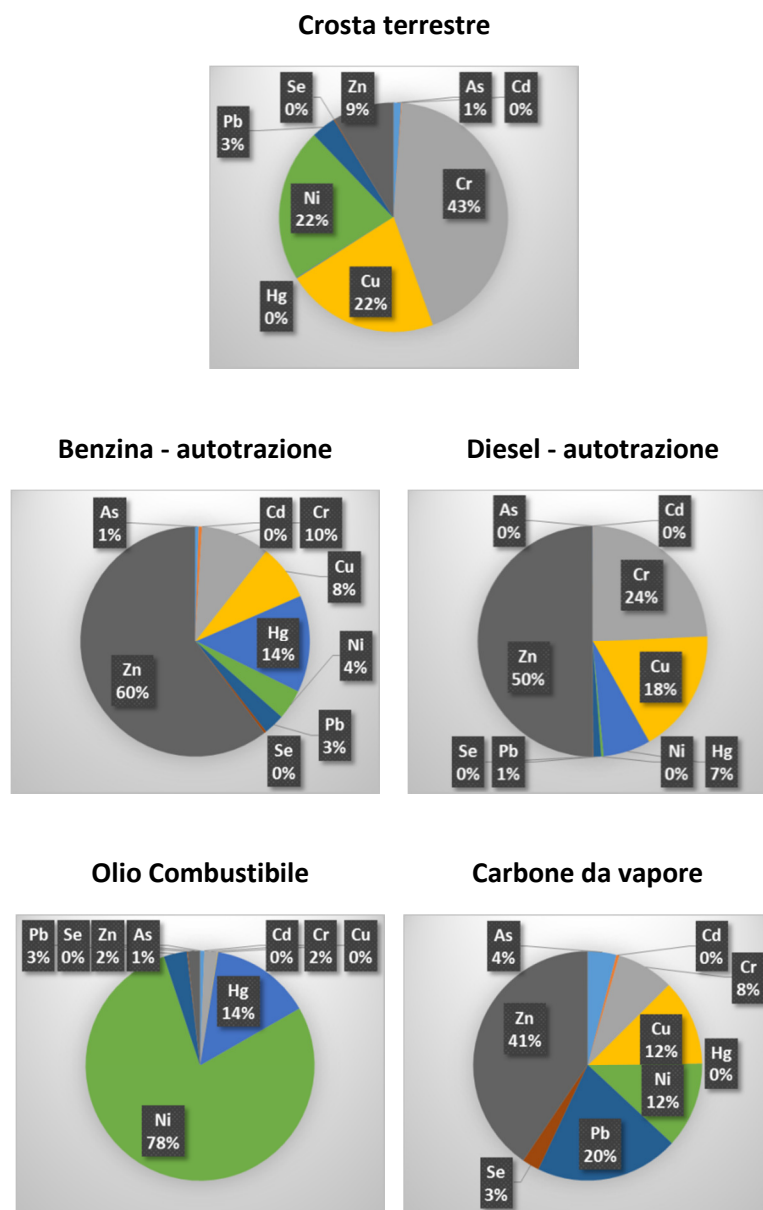 Crosta terrestre
Se
0%
Zn
9%
As
1%
Cd
0%
Pb
3%
Cr
43%
Ni
22%
Cu
22%
Hg
0%
Benzina - autotrazione
As
1%
Cd
0%
Cr
10%
Cu
8%
Hg
14%
Ni
4%
Zn
60%
Pb
3%
Se
0%
Diesel - autotrazione
As
0%
Cd
0%
Cr
24%
Zn
50%
Cu
18%
Se
0%
Pb
1%
Ni
0%
Hg
7%
Olio Combustibile
Pb
3%
Se
0%
Zn
2%
As
1%
Cd
0%
Cr
2%
Cu
0%
Hg
14%
Ni
78%
Carbone da vapore
As
4%
Cd
0%
Cr
8%
Zn
41%
Cu
12%
Hg
0%
Ni
12%
Pb
20%
Se
3%